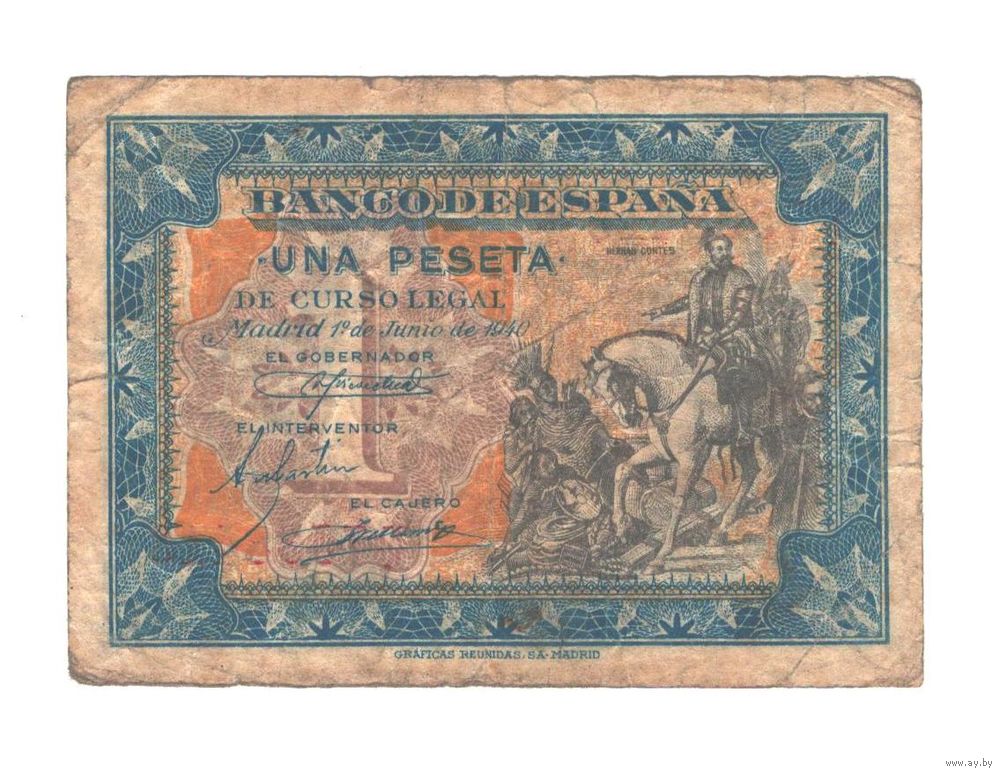 BANCO DE ESPAÑA
·UNA PESETA·
HERNAN CORTES
DE CURSO LEGAL
Madrid 1º de Junio de 1940
EL GOBERNADOR
EL INTERVENTOR
1
EL CAJERO
GRÁFICAS REUNIDAS, S.A.-MADRID
www.ay.by